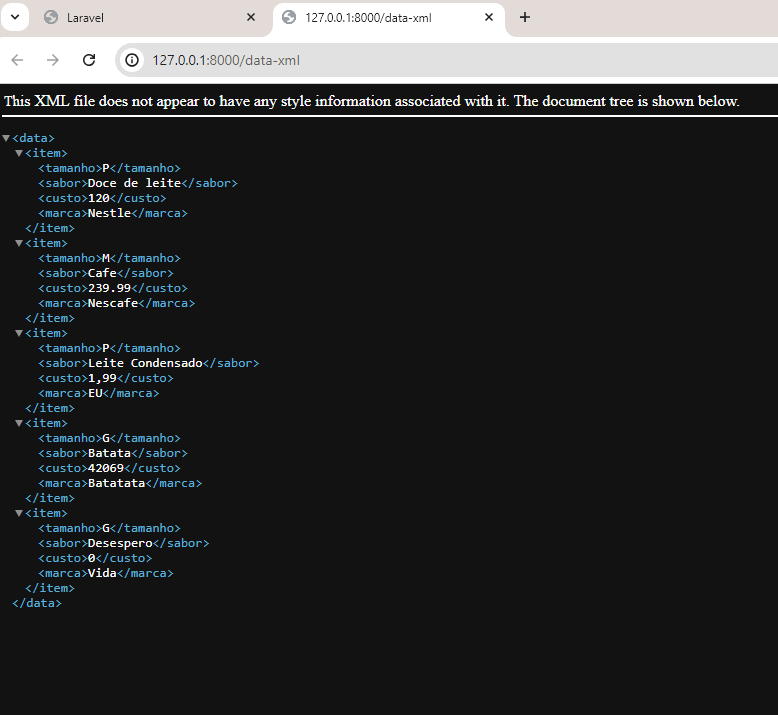 Laravel
127.0.0.1:8000/data-xml
127.0.0.1:8000/data-xml
This XML file does not appear to have any style information associated with it. The document tree is shown below.
<data>
<item>
<tamanho>P</tamanho>
<sabor>Doce de leite</sabor>
<custo>120</custo>
<marca>Nestle</marca>
</item>
<item>
<tamanho>M</tamanho>
<sabor>Cafe</sabor>
<custo>239.99</custo>
<marca>Nescafe</marca>
</item>
<item>
<tamanho>P</tamanho>
<sabor>Leite Condensado</sabor>
<custo>1,99</custo>
<marca>EU</marca>
</item>
<item>
<tamanho>G</tamanho>
<sabor>Batata</sabor>
<custo>42069</custo>
<marca>Batatata</marca>
</item>
<item>
<tamanho>G</tamanho>
<sabor>Desespero</sabor>
<custo>0</custo>
<marca>Vida</marca>
</item>
</data>